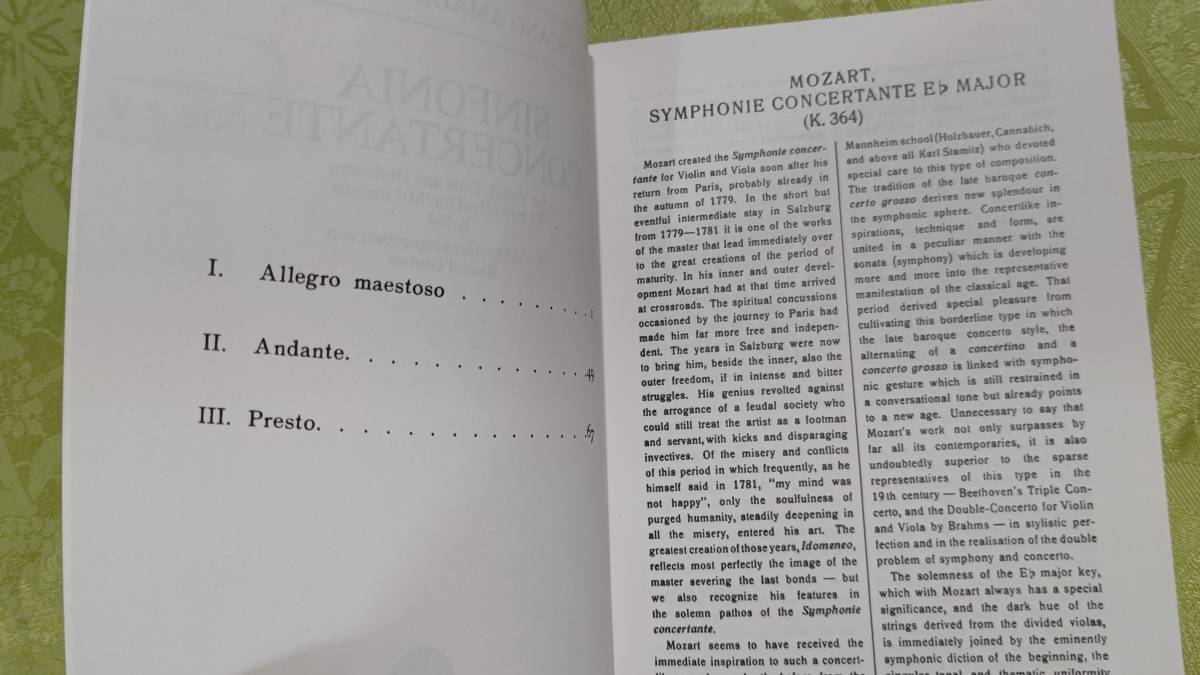 I. Allegro maestoso . . . . . . . . . 1
II. Andante. . . . . . . . . . . . 49
III. Presto. . . . . . . . . . . . . 67
MOZART,
SYMPHONIE CONCERTANTE E♭ MAJOR
(K. 364)
Mozart created the Symphonie concer-
tante for Violin and Viola soon after his
return from Paris, probably already in
the autumn of 1779. In the short but
eventful intermediate stay in Salzburg
from 1779—1781 it is one of the works
of the master that lead immediately over
to the great creations of the period of
maturity. In his inner and outer devel-
opment Mozart had at that time arrived
at crossroads. The spiritual concussions
occasioned by the journey to Paris had
made him far more free and indepen-
dent. The years in Salzburg were now
to bring him, beside the inner, also the
outer freedom, if in intense and bitter
struggles. His genius revolted against
the arrogance of a feudal society who
could still treat the artist as a footman
and servant, with kicks and disparaging
invectives. Of the misery and conflicts
of this period in which frequently, as he
himself said in 1781, "my mind was
not happy", only the soulfulness of
purged humanity, steadily deepening in
all the misery, entered his art. The
greatest creation of those years, Idomeneo,
reflects most perfectly the image of the
master severing the last bonds — but
we also recognize his features in
the solemn pathos of the Symphonie
concertante.
Mozart seems to have received the
immediate inspiration to such a concert-
Mannheim school (Holzbauer, Cannabich,
and above all Karl Stamitz) who devoted
special care to this type of composition.
The tradition of the late baroque con-
certo grosso derives new splendour in
the symphonic sphere. Concertlike in-
spirations, technique and form, are
united in a peculiar manner with the
sonata (symphony) which is developing
more and more into the representative
manifestation of the classical age. That
period derived special pleasure from
cultivating this borderline type in which
the late baroque concerto style, the
alternating of a concertino and a
concerto grosso is linked with sympho-
nic gesture which is still restrained in
a conversational tone but already points
to a new age. Unnecessary to say that
Mozart's work not only surpasses by
far all its contemporaries, it is also
undoubtedly superior to the sparse
representatives of this type in the
19th century — Beethoven's Triple Con-
certo, and the Double-Concerto for Violin
and Viola by Brahms — in stylistic per-
fection and in the realisation of the double
problem of symphony and concerto.
The solemness of the E♭ major key,
which with Mozart always has a special
significance, and the dark hue of the
strings derived from the divided violas,
is immediately joined by the eminently
symphonic diction of the beginning, the
singular tonal and thematic uniformity